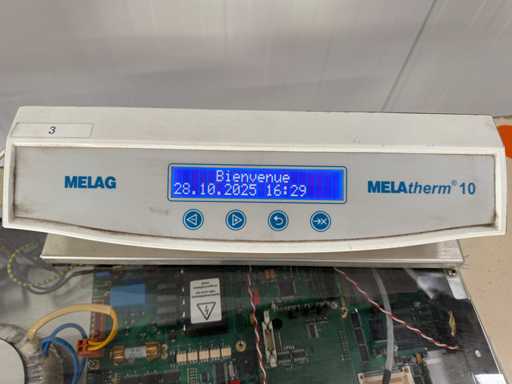 3
MELAG
Bienvenue
28.10.2025 16:29
MELAtherm® 10